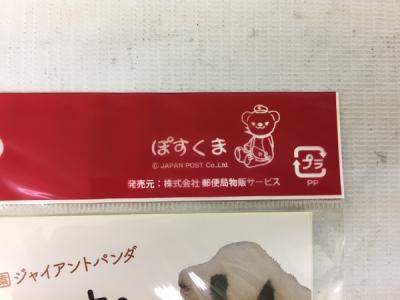 ぽすくま
© JAPAN POST Co.,Ltd.
発売元：株式会社 郵便局物販サービス
プラ
PP
園 ジャイアントパンダ